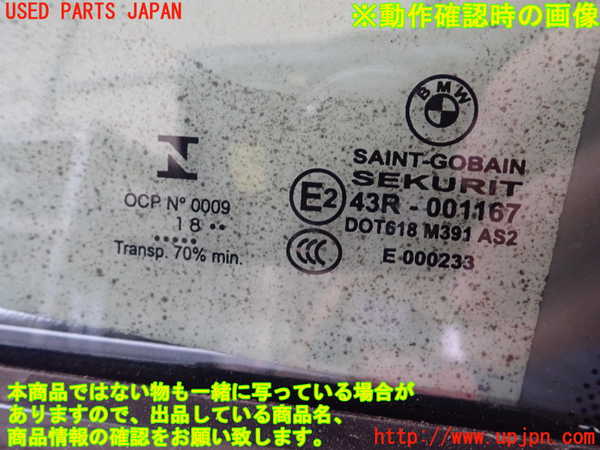 USED PARTS JAPAN
※動作確認時の画像
BMW
SAINT-GOBAIN
SEKURIT
E2 43R - 001167
DOT618 M391 AS2
CCC
E 000233
N
OCP Nº 0009
18 ••
•••••
Transp. 70% min.
本商品ではない物も一緒に写っている場合が
ありますので、出品している商品名、
商品情報の確認をお願い致します。
http://www.upjpn.com/